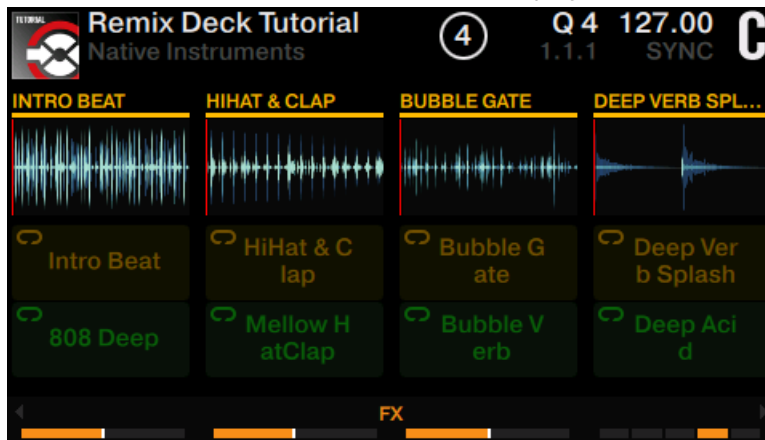 TUTORIAL
Remix Deck Tutorial
Native Instruments
4
Q 4
127.00
1.1.1
SYNC
C
INTRO BEAT
HIHAT & CLAP
BUBBLE GATE
DEEP VERB SPL...
Intro Beat
HiHat & C
lap
Bubble G
ate
Deep Ver
b Splash
808 Deep
Mellow H
atClap
Bubble V
erb
Deep Aci
d
FX